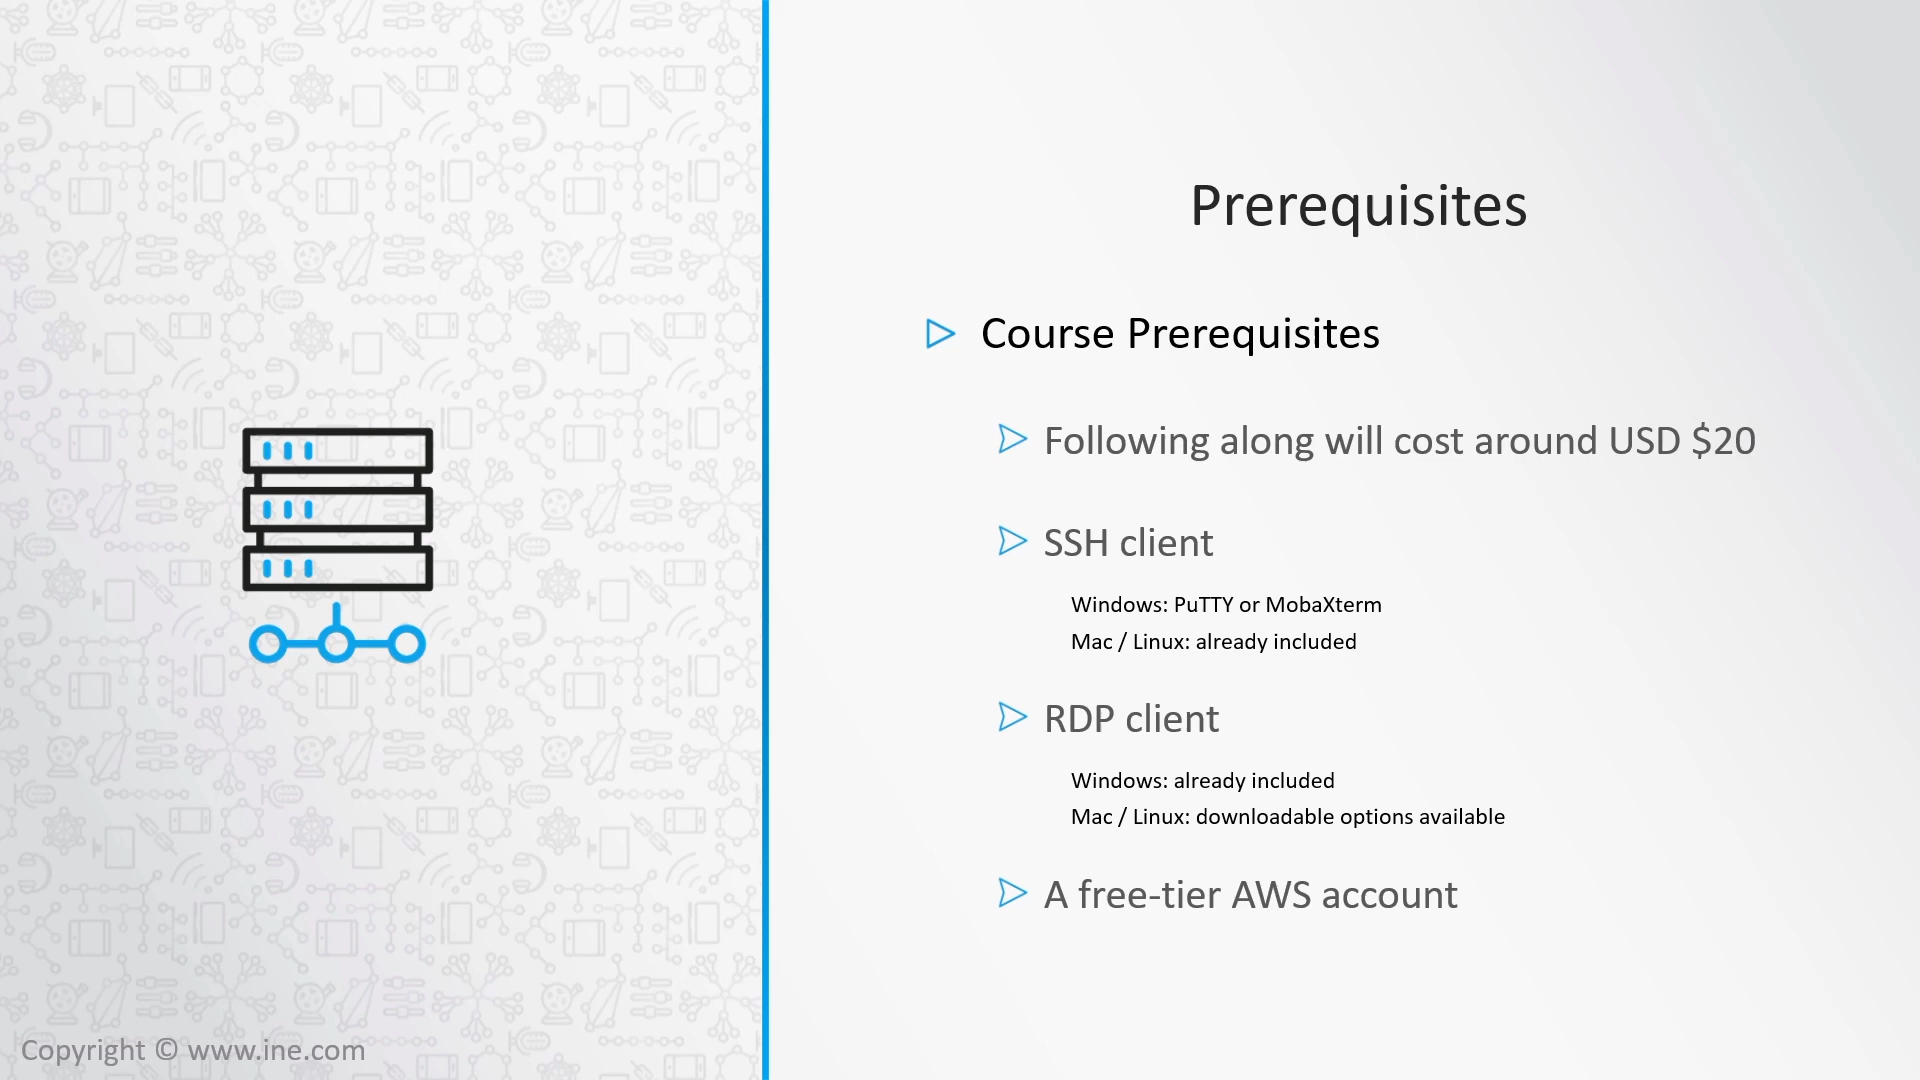 Prerequisites
Course Prerequisites
Following along will cost around USD $20
SSH client
Windows: PuTTY or MobaXterm
Mac / Linux: already included
RDP client
Windows: already included
Mac / Linux: downloadable options available
A free-tier AWS account
Copyright © www.ine.com